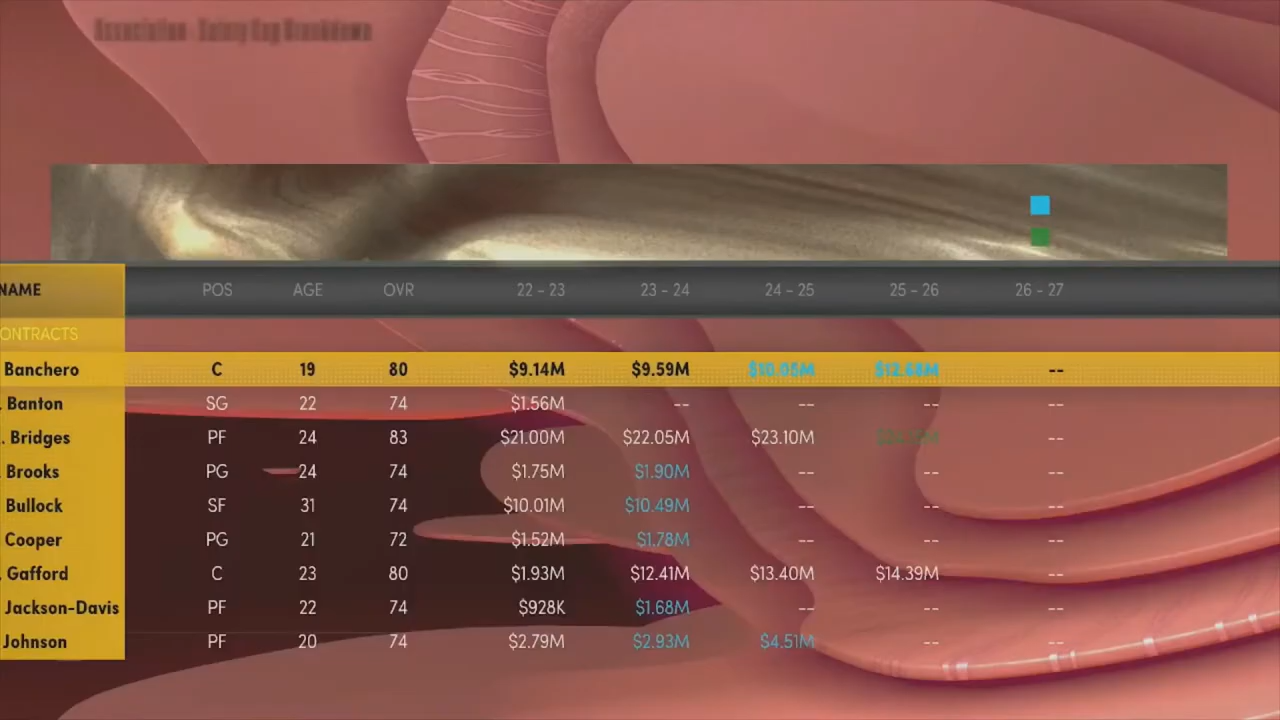 NAME POS AGE OVR 22 - 23 23 - 24 24 - 25 25 - 26 26 - 27
ONTRACTS
Banchero C 19 80 $9.14M $9.59M $10.05M $12.68M --
. Banton SG 22 74 $1.56M -- -- -- --
. Bridges PF 24 83 $21.00M $22.05M $23.10M --
Brooks PG 24 74 $1.75M $1.90M -- -- --
Bullock SF 31 74 $10.01M $10.49M -- -- --
Cooper PG 21 72 $1.52M $1.78M -- -- --
. Gafford C 23 80 $1.93M $12.41M $13.40M $14.39M --
Jackson-Davis PF 22 74 $928K $1.68M -- -- --
Johnson PF 20 74 $2.79M $2.93M $4.51M -- --